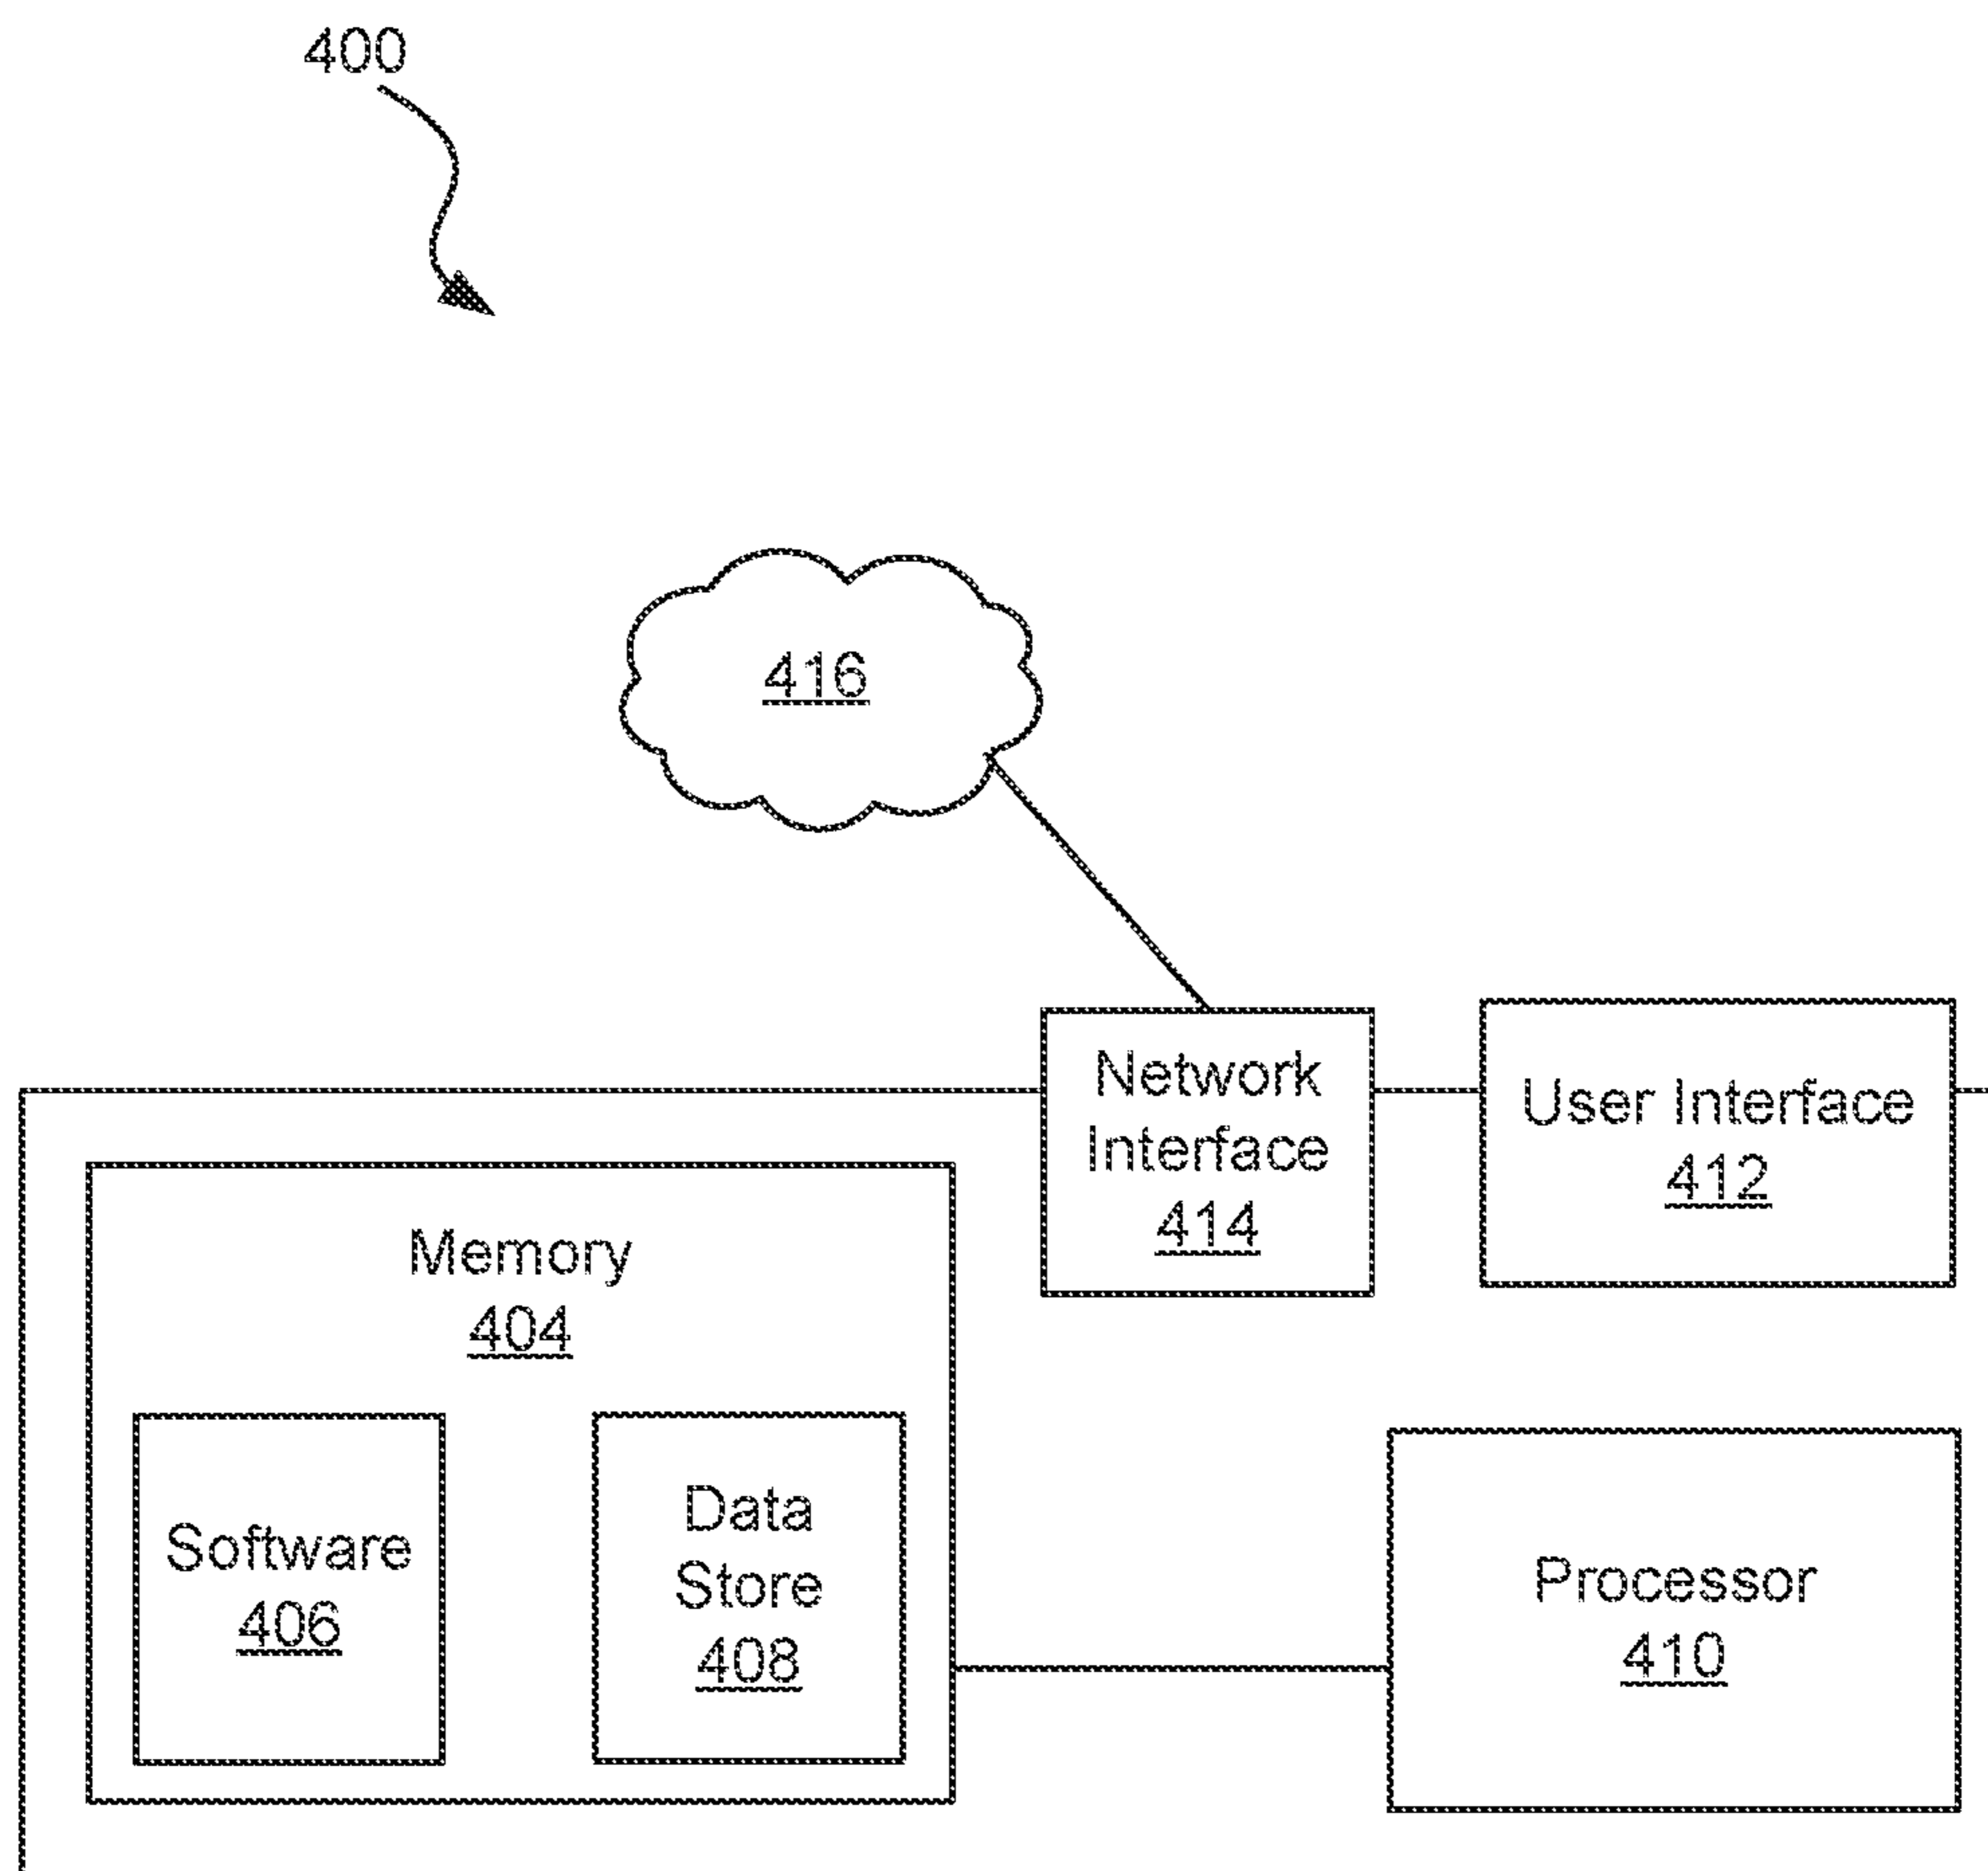 400
416
Network
Interface
414
User Interface
412
Memory
404
Software
406
Data
Store
408
Processor
410